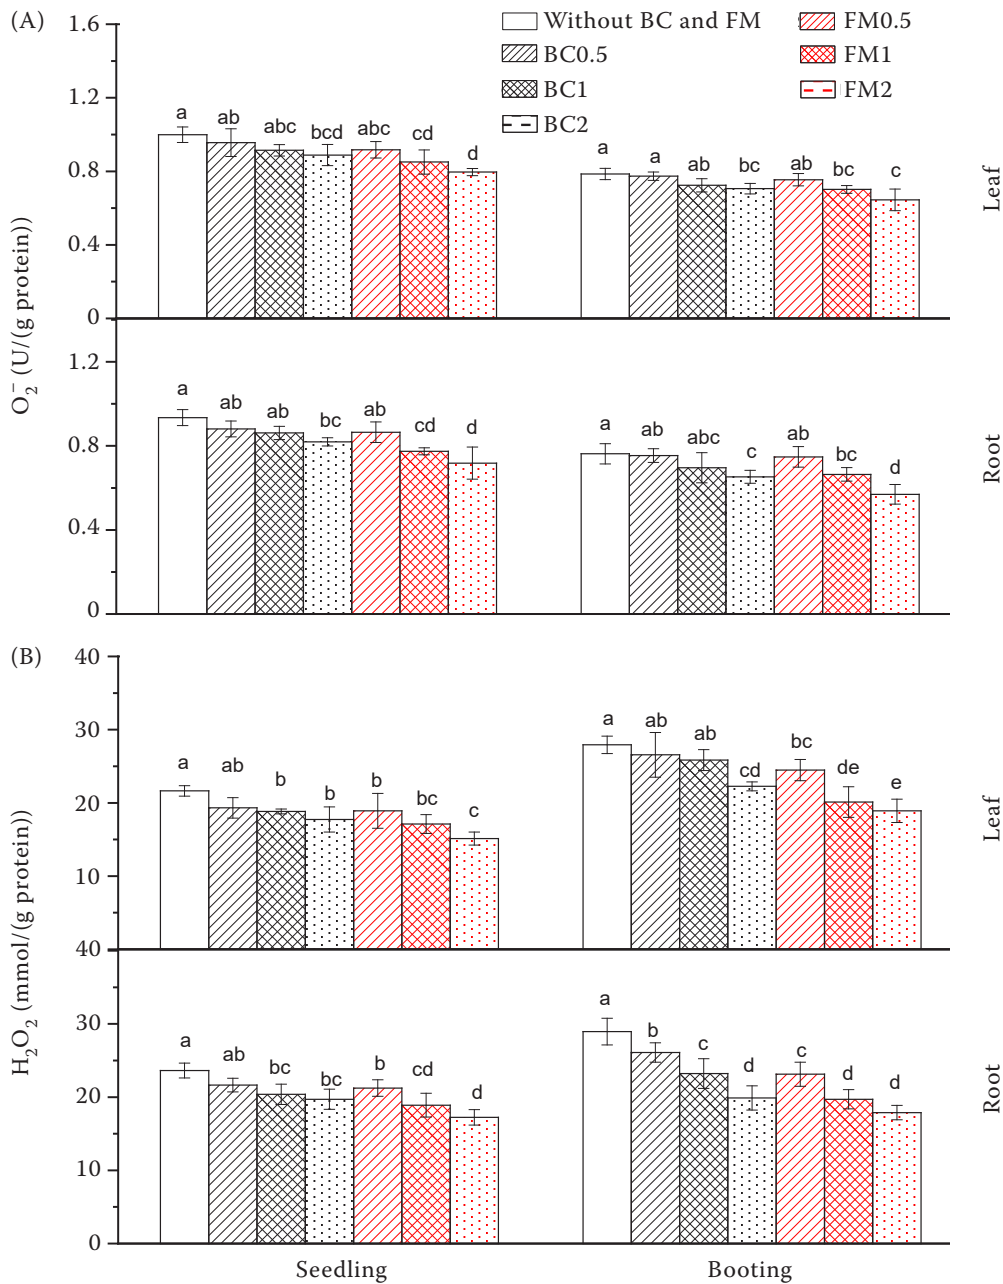 (A)
Without BC and FM
BC0.5
BC1
BC2
FM0.5
FM1
FM2
O₂⁻ (U/(g protein))
1.6
1.2
0.8
0.4
0
a ab abc bcd abc cd d
a a ab bc ab bc c
Leaf
1.2
0.8
0.4
0
a ab ab bc ab cd d
a ab abc c ab bc d
Root
(B)
H₂O₂ (mmol/(g protein))
40
30
20
10
a ab b b b bc c
a ab ab cd bc de e
Leaf
40
30
20
10
0
a ab bc bc b cd d
a b c d c d d
Root
Seedling Booting